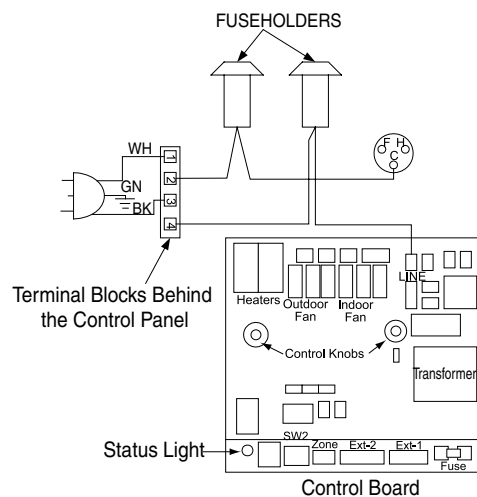 FUSEHOLDERS
WH
GN
BK
1
2
3
4
F H
C
Terminal Blocks Behind
the Control Panel
LINE
Heaters
Outdoor
Fan
Indoor
Fan
Control Knobs
Transformer
Status Light
SW2
Zone
Ext-2
Ext-1
Fuse
Control Board